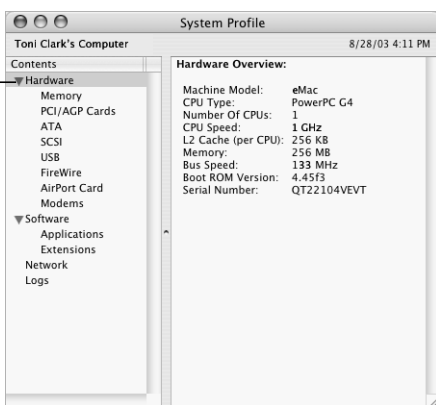 System Profile
Toni Clark's Computer
8/28/03 4:11 PM
Contents
Hardware
Memory
PCI/AGP Cards
ATA
SCSI
USB
FireWire
AirPort Card
Modems
Software
Applications
Extensions
Network
Logs
Hardware Overview:
Machine Model: eMac
CPU Type: PowerPC G4
Number Of CPUs: 1
CPU Speed: 1 GHz
L2 Cache (per CPU): 256 KB
Memory: 256 MB
Bus Speed: 133 MHz
Boot ROM Version: 4.45f3
Serial Number: QT22104VEVT